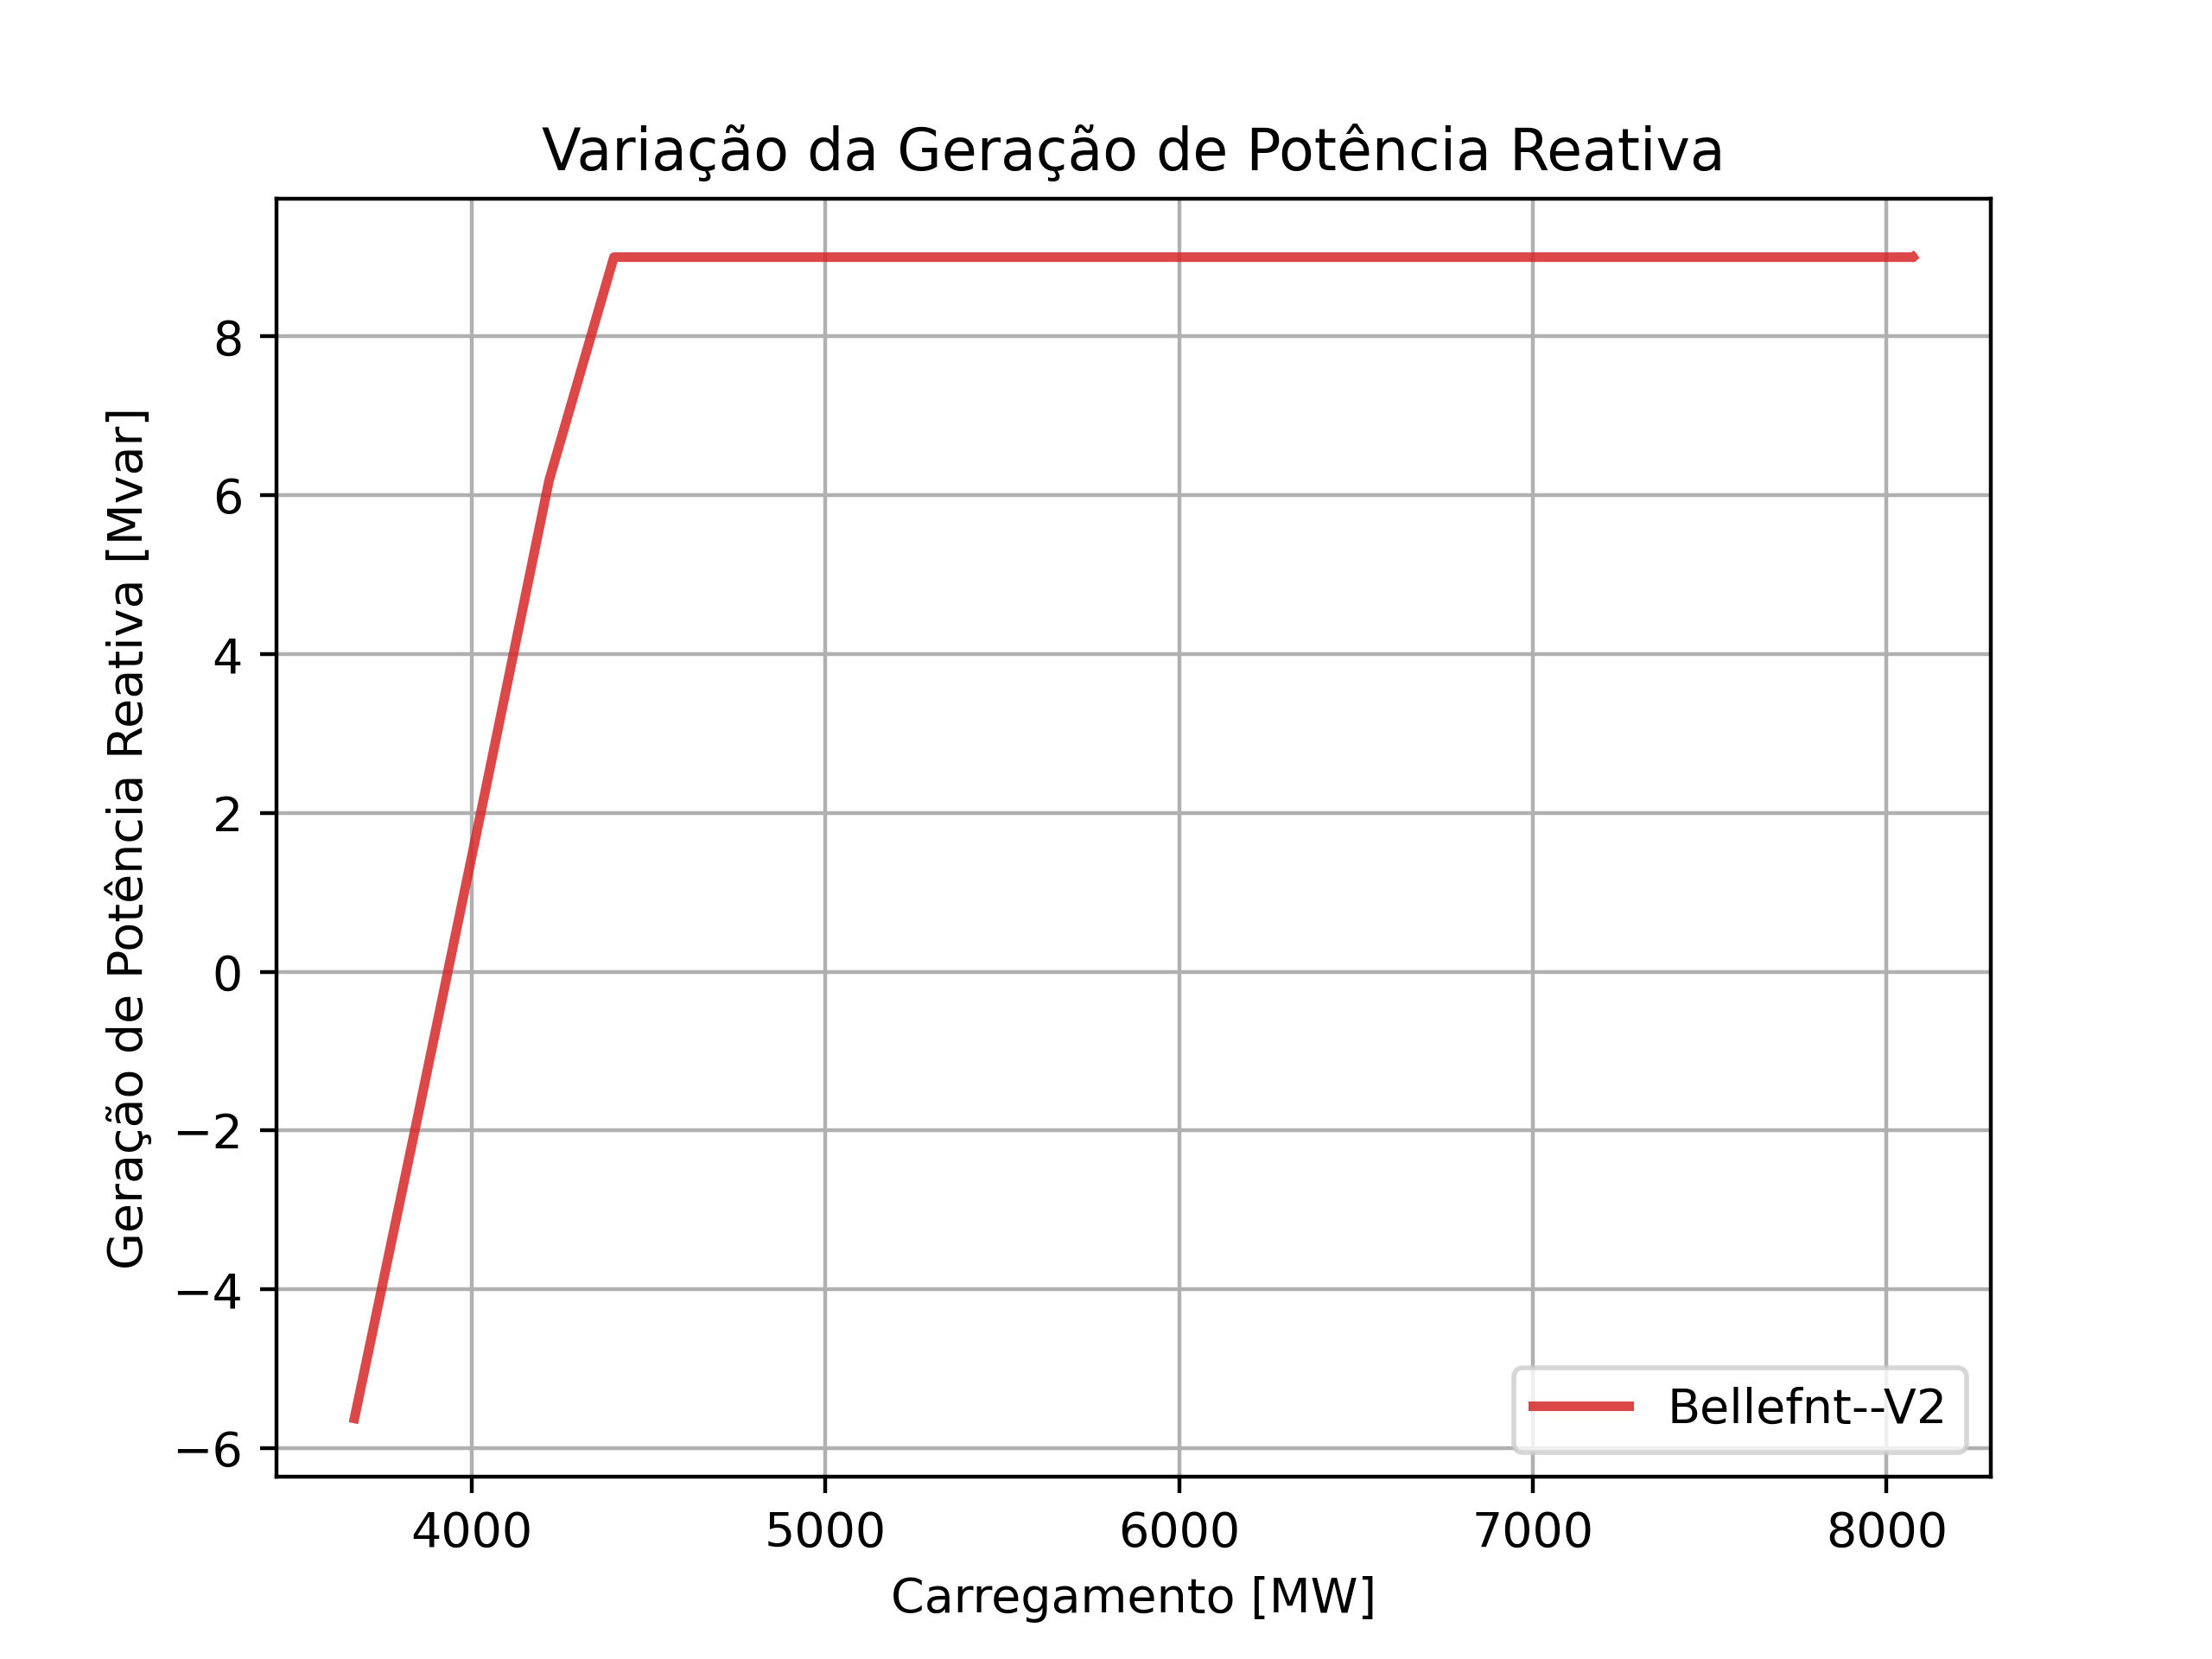 Variação da Geração de Potência Reativa
Geração de Potência Reativa [Mvar]
8
6
4
2
0
−2
−4
−6
Bellefnt--V2
4000 5000 6000 7000 8000
Carregamento [MW]